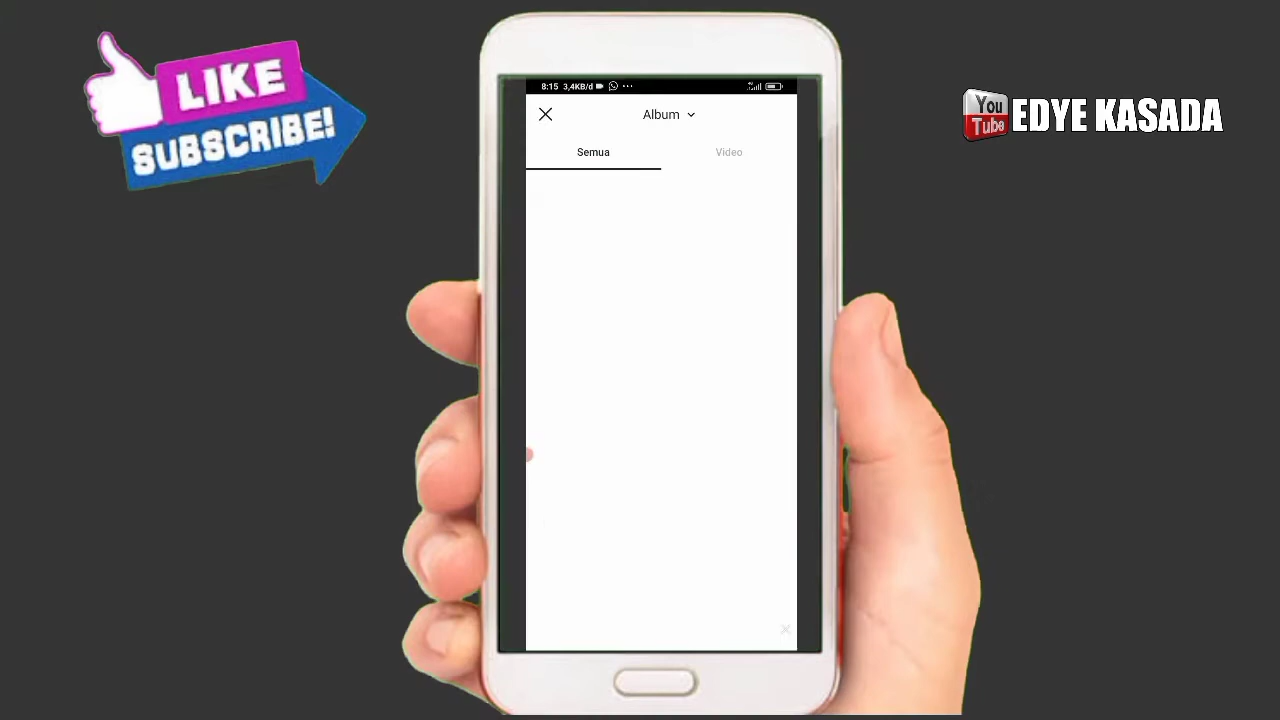 LIKE
SUBSCRIBE!
You
Tube
EDYE KASADA
8:15 3,4KB/d
Album
Semua
Video